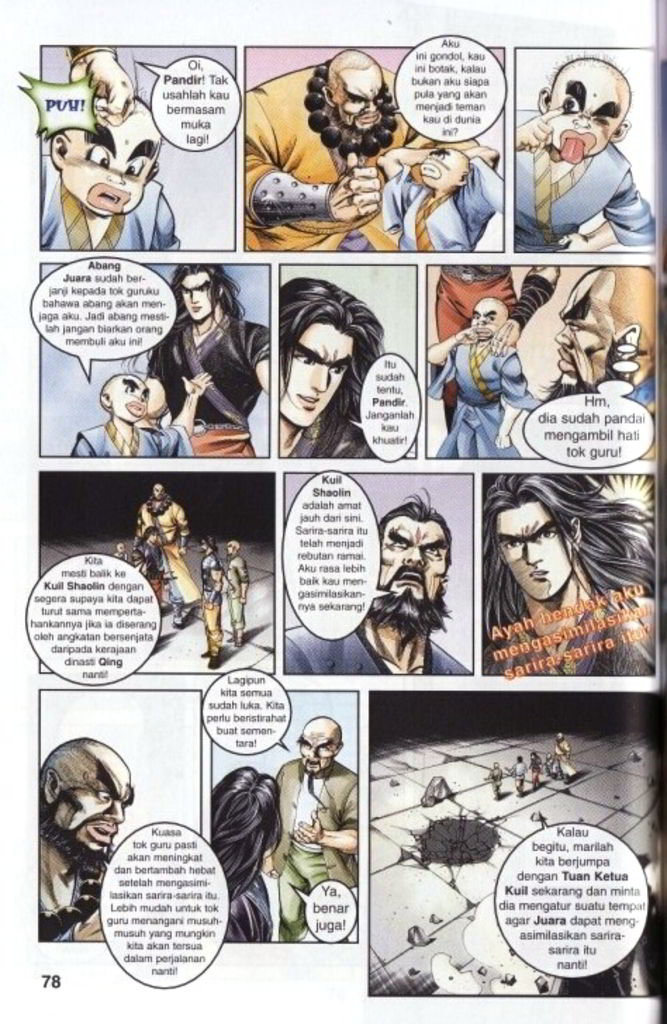 PUH!
Oi,
Pandir! Tak
usahlah kau
bermasam
muka
lagi!
Aku
ini gondol, kau
ini botak, kalau
bukan aku siapa
pula yang akan
menjadi teman
kau di dunia
ini?
Abang
Juara sudah ber-
janji kepada tok guruku
bahawa abang akan men-
jaga aku. Jadi abang mesti-
lah jangan biarkan orang
membuli aku ini!
Itu
sudah
tentu,
Pandir.
Janganlah
kau
khuatir!
Hm,
dia sudah pandai
mengambil hati
tok guru!
Kita
mesti balik ke
Kuil Shaolin dengan
segera supaya kita dapat
turut sama memperta-
hankannya jika ia diserang
oleh angkatan bersenjata
daripada kerajaan
dinasti Qing
nanti!
Kuil
Shaolin
adalah amat
jauh dari sini.
Sarira-sarira itu
telah menjadi
rebutan ramai.
Aku rasa lebih
baik kau men-
gasimilasikan-
nya sekarang!
Ayah hendak aku
mengasimilasikan
sarira-sarira itu!
Kuasa
tok guru pasti
akan meningkat
dan bertambah hebat
setelah mengasimi-
lasikan sarira-sarira itu.
Lebih mudah untuk tok
guru menangani musuh-
musuh yang mungkin
kita akan tersua
dalam perjalanan
nanti!
Lagipun
kita semua
sudah luka. Kita
perlu beristirahat
buat semen-
tara!
Ya,
benar
juga!
Kalau
begitu, marilah
kita berjumpa
dengan Tuan Ketua
Kuil sekarang dan minta
dia mengatur suatu tempat
agar Juara dapat meng-
asimilasikan sarira-
sarira itu
nanti!
78